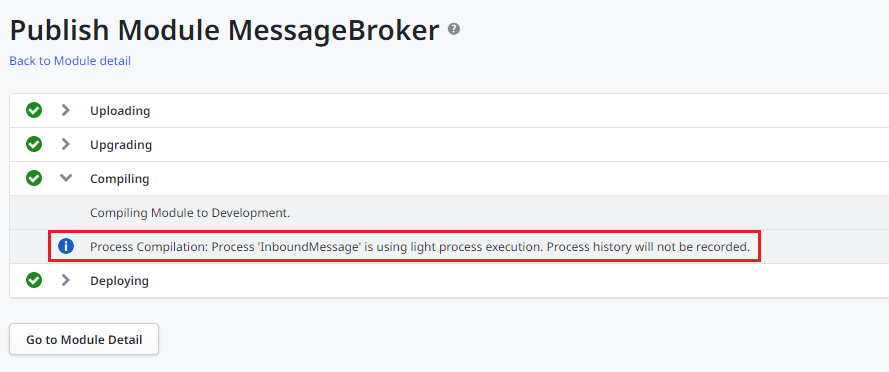 Publish Module MessageBroker ?
Back to Module detail
Uploading
Upgrading
Compiling
Compiling Module to Development.
Process Compilation: Process 'InboundMessage' is using light process execution. Process history will not be recorded.
Deploying
Go to Module Detail